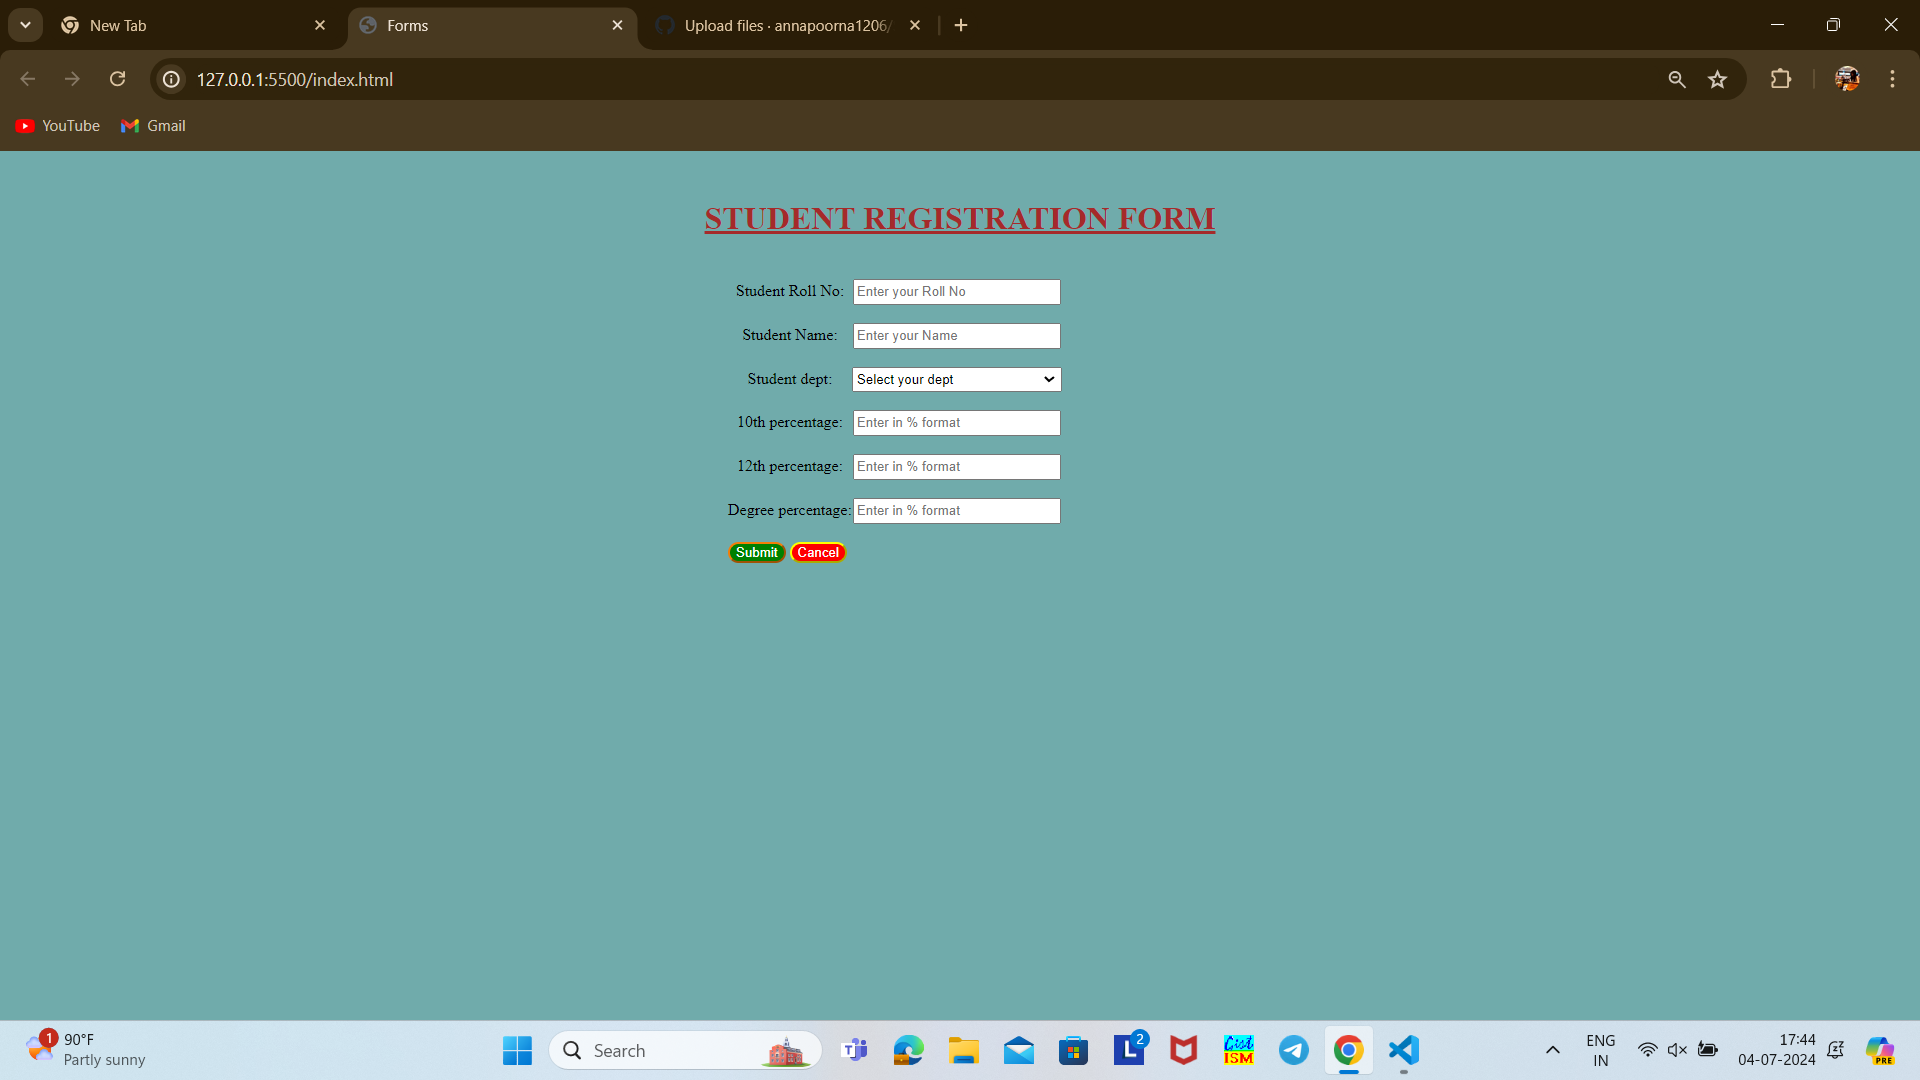 New Tab
Forms
Upload files · annapoorna1206/
127.0.0.1:5500/index.html
YouTube
Gmail
STUDENT REGISTRATION FORM
Student Roll No: Enter your Roll No
Student Name: Enter your Name
Student dept: Select your dept
10th percentage: Enter in % format
12th percentage: Enter in % format
Degree percentage: Enter in % format
Submit Cancel
1
90°F
Partly sunny
Search
T
L
2
Cist
ISM
ENG
IN
17:44
04-07-2024
PRE